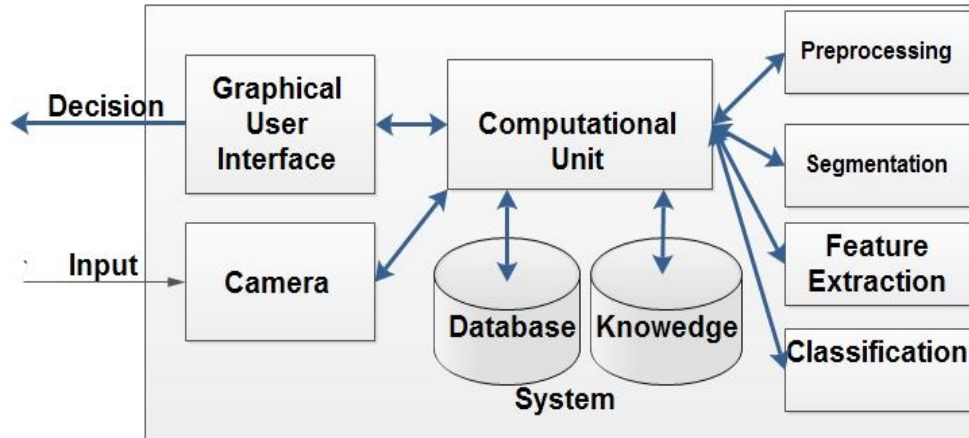 Decision
Graphical
User
Interface
Computational
Unit
Preprocessing
Segmentation
Input
Camera
Feature
Extraction
Database
Knowedge
Classification
System